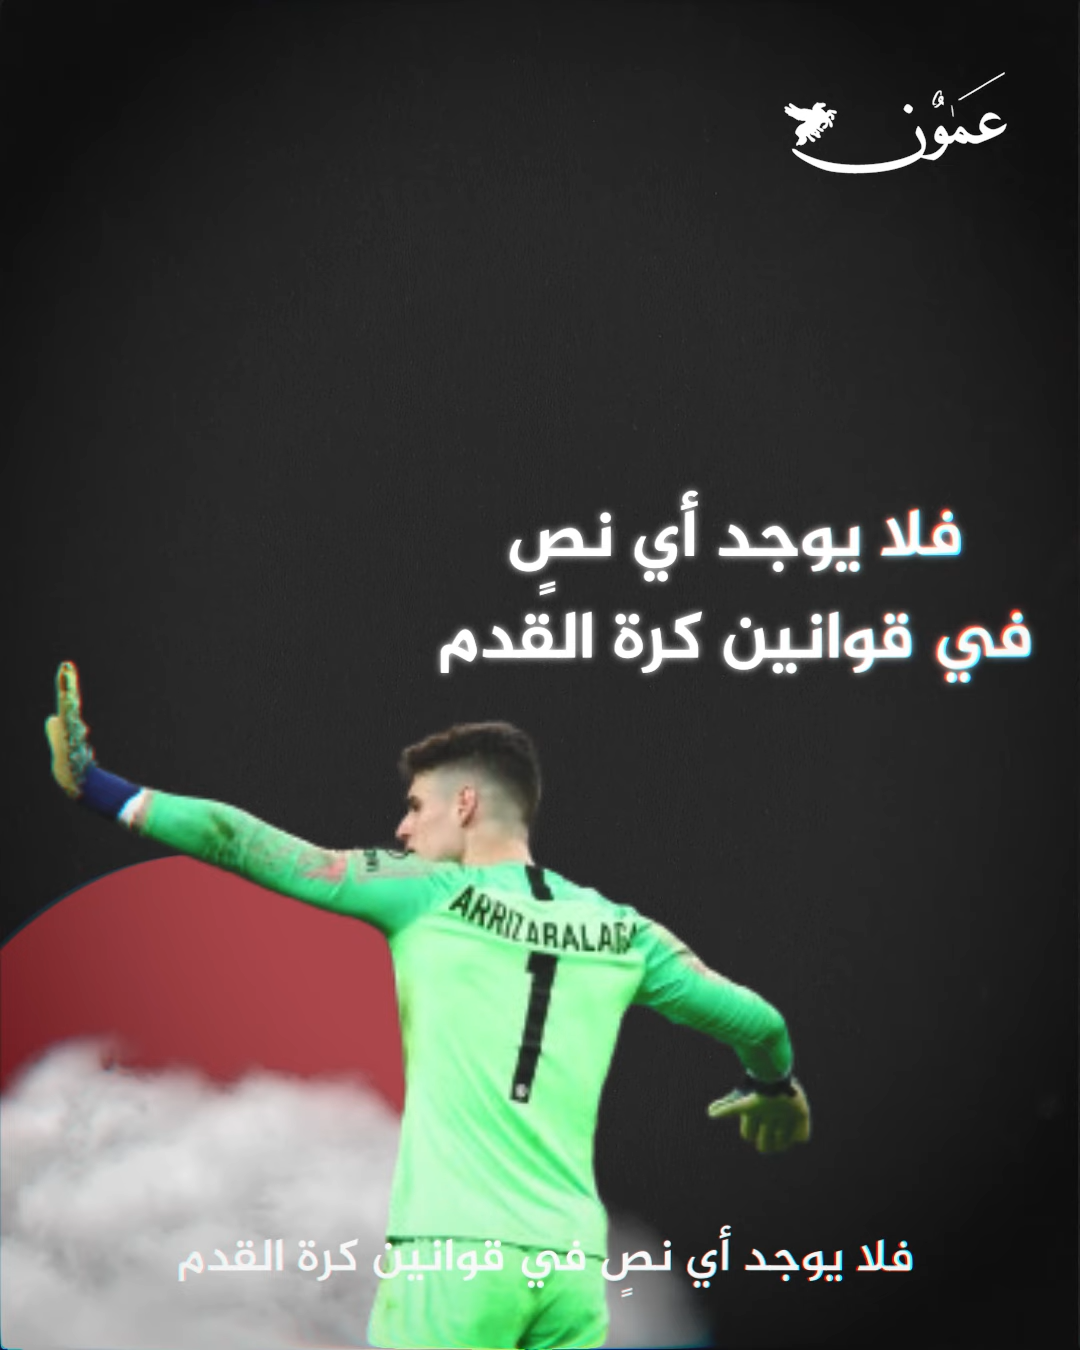 عمون
فلا يوجد أي نصٍ
في قوانين كرة القدم
ARRIZABALAGA
1
فلا يوجد أي نصٍ في قوانين كرة القدم